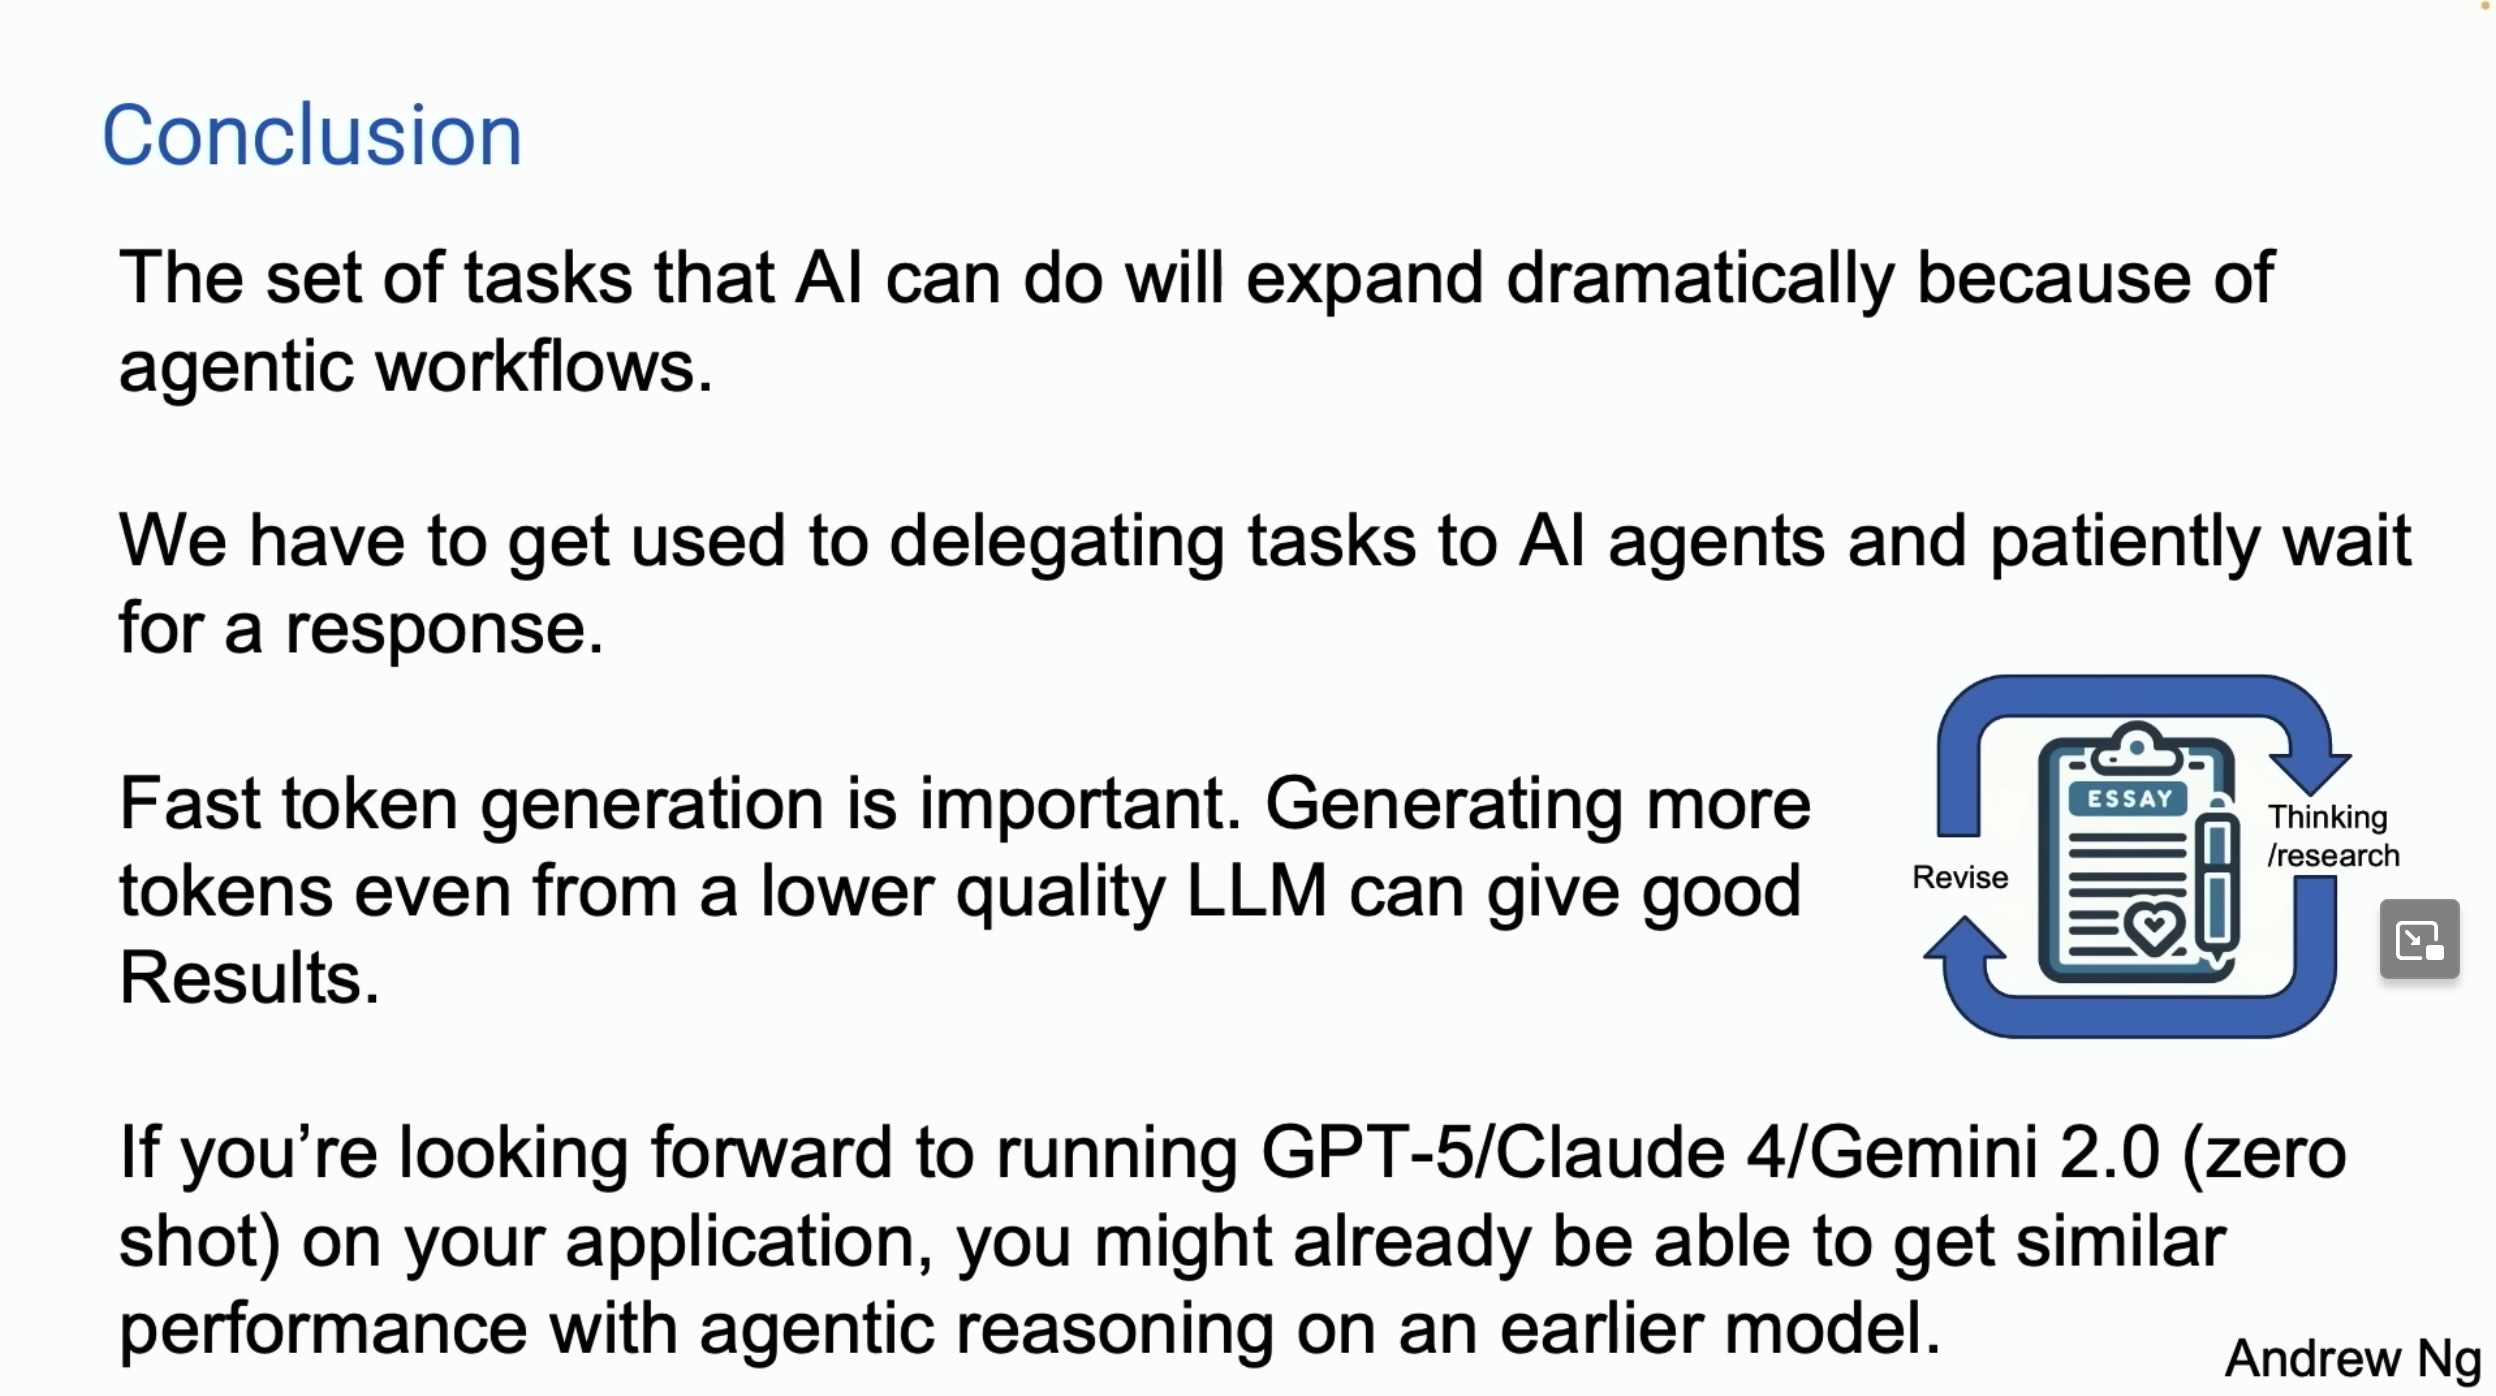 Conclusion
The set of tasks that AI can do will expand dramatically because of
agentic workflows.
We have to get used to delegating tasks to AI agents and patiently wait
for a response.
Fast token generation is important. Generating more
tokens even from a lower quality LLM can give good
Results.
ESSAY
Thinking
/research
Revise
If you’re looking forward to running GPT-5/Claude 4/Gemini 2.0 (zero
shot) on your application, you might already be able to get similar
performance with agentic reasoning on an earlier model.
Andrew Ng